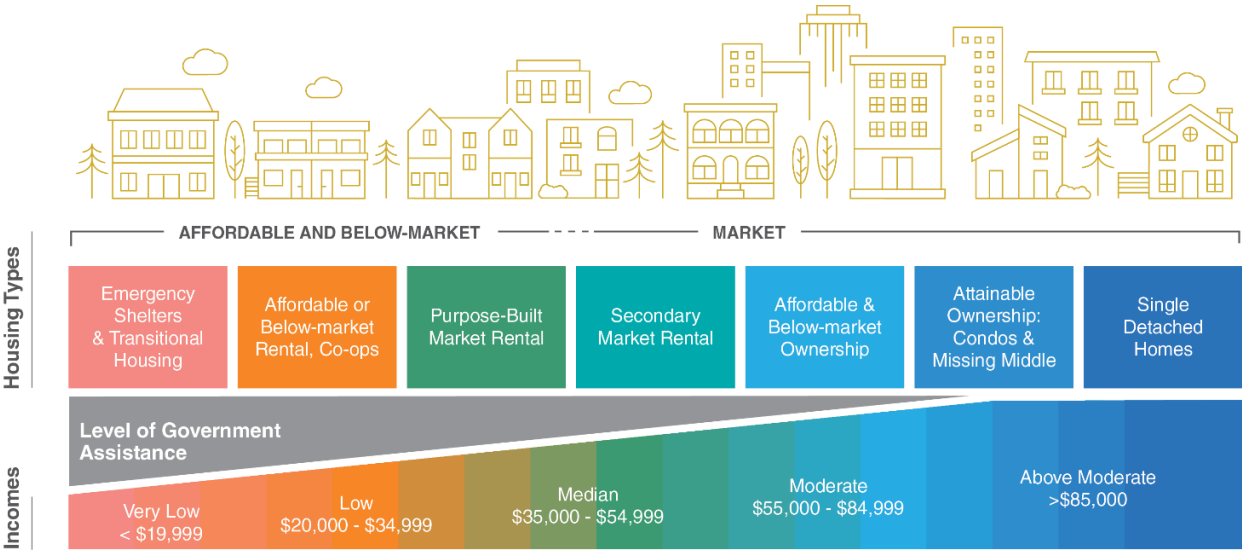 AFFORDABLE AND BELOW-MARKET
MARKET
Housing Types
Emergency
Shelters
& Transitional
Housing
Affordable or
Below-market
Rental, Co-ops
Purpose-Built
Market Rental
Secondary
Market Rental
Affordable &
Below-market
Ownership
Attainable
Ownership:
Condos &
Missing Middle
Single
Detached
Homes
Level of Government
Assistance
Incomes
Very Low
< $19,999
Low
$20,000 - $34,999
Median
$35,000 - $54,999
Moderate
$55,000 - $84,999
Above Moderate
>$85,000